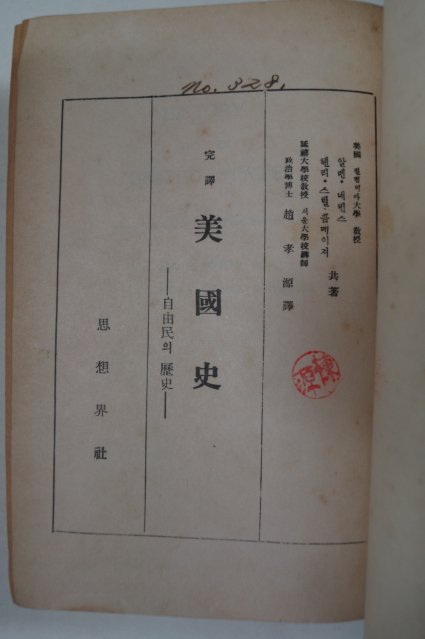 No. 328.
美國 컬럼비아大學 敎授
알렌・네빈스
헨리・스틸・콤메이저 共著
延禧大學校敎授 서울大學校講師
政治學博士 趙孝源 譯
完譯 美國史
——自由民의 歷史——
思想界社